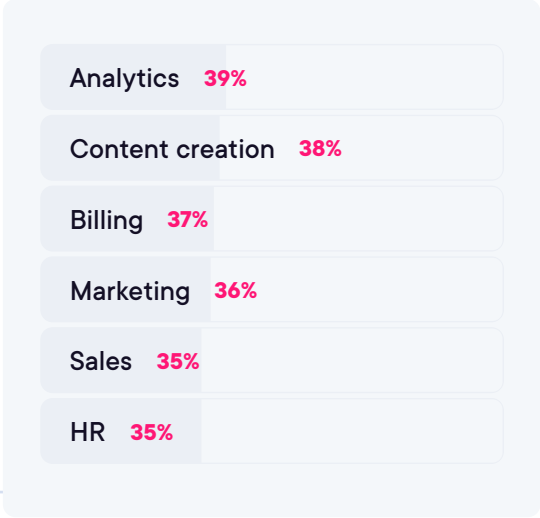 Analytics 39%
Content creation 38%
Billing 37%
Marketing 36%
Sales 35%
HR 35%